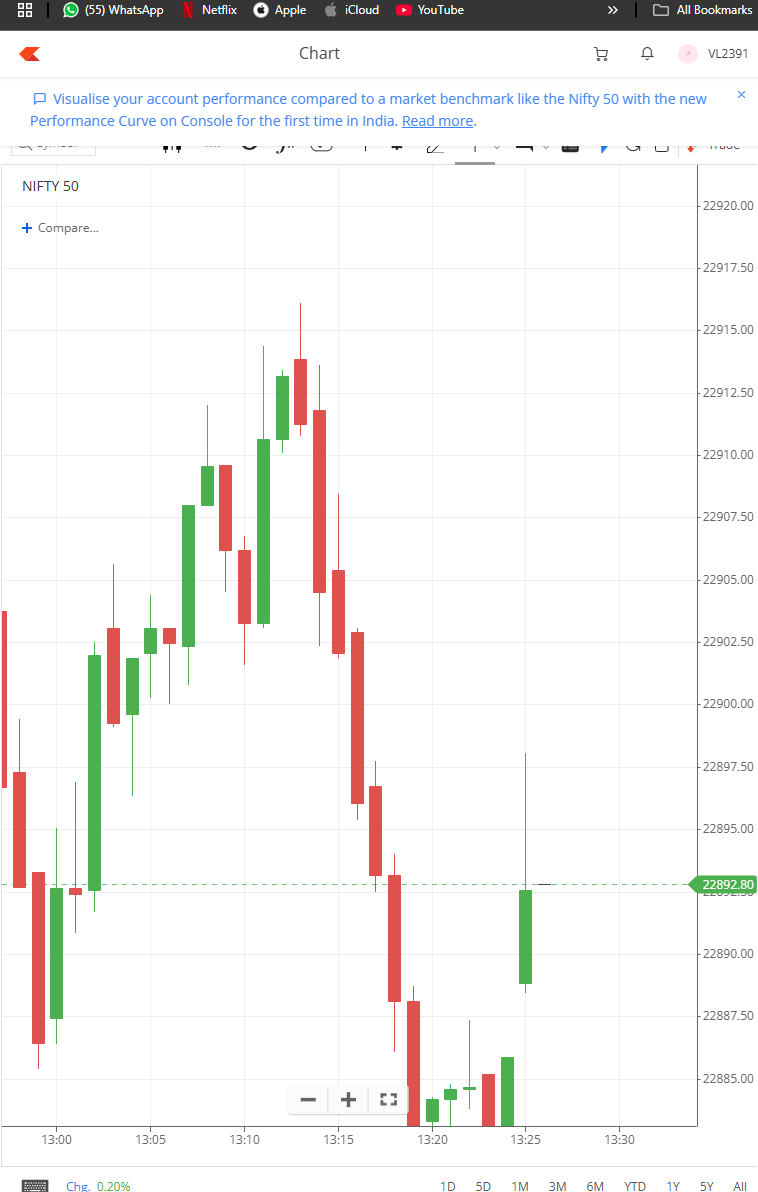 (55) WhatsApp Netflix Apple iCloud YouTube » All Bookmarks
Chart VL2391
Visualise your account performance compared to a market benchmark like the Nifty 50 with the new
Performance Curve on Console for the first time in India. Read more.
NIFTY 50
+ Compare...
22920.00
22917.50
22915.00
22912.50
22910.00
22907.50
22905.00
22902.50
22900.00
22897.50
22895.00
22892.80
22890.00
22887.50
22885.00
13:00 13:05 13:10 13:15 13:20 13:25 13:30
Chg. 0.20% 1D 5D 1M 3M 6M YTD 1Y 5Y All